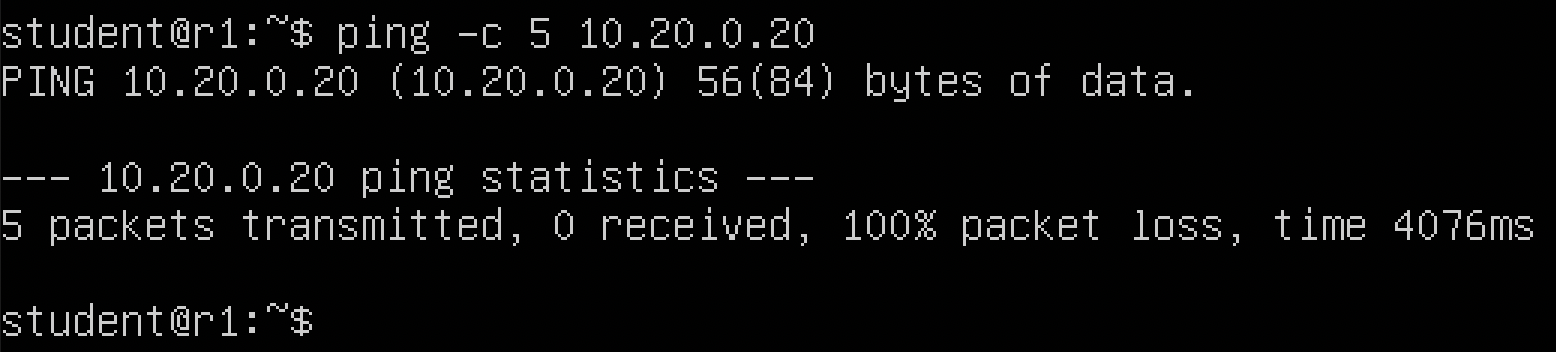 student@r1:~$ ping -c 5 10.20.0.20
PING 10.20.0.20 (10.20.0.20) 56(84) bytes of data.
--- 10.20.0.20 ping statistics ---
5 packets transmitted, 0 received, 100% packet loss, time 4076ms
student@r1:~$